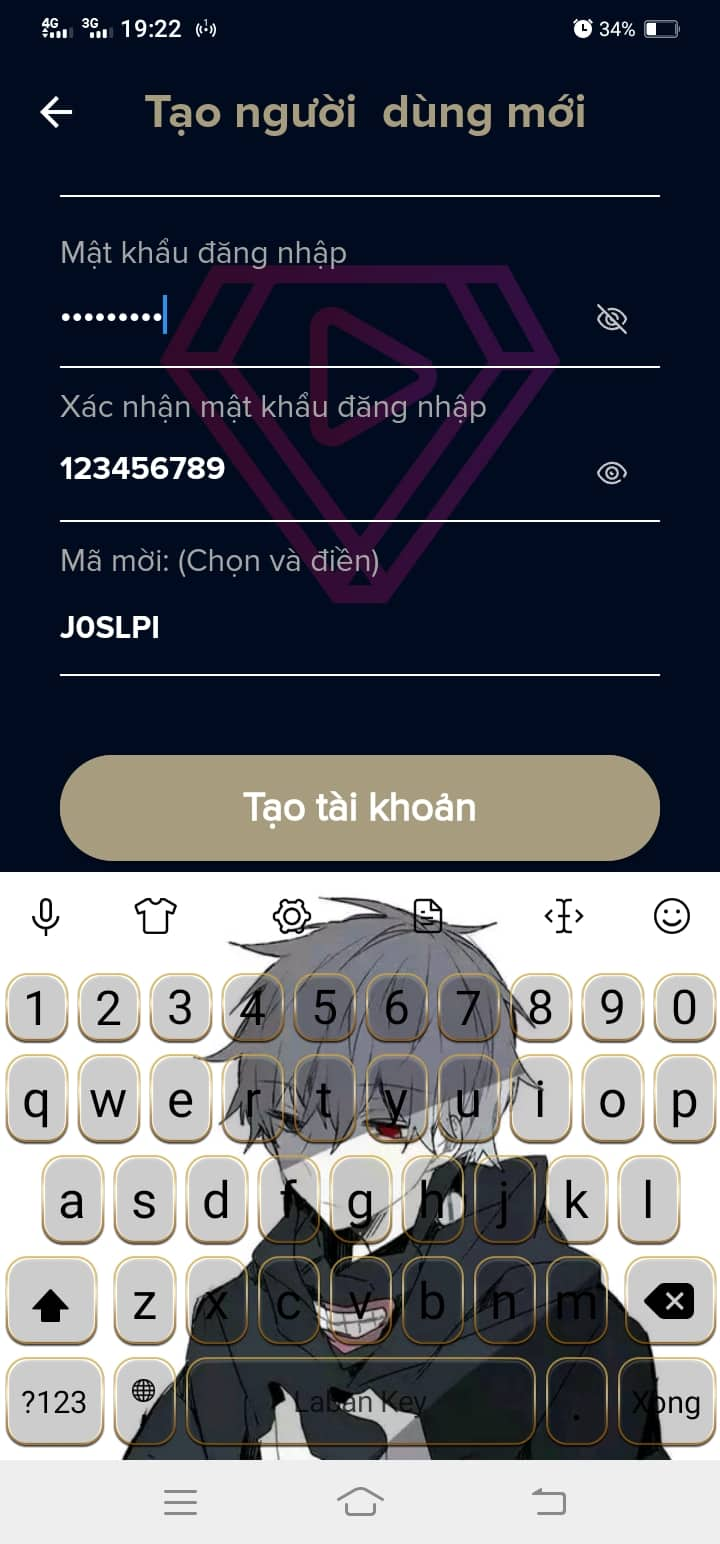 4G 3G 19:22 34%
Tạo người dùng mới
Mật khẩu đăng nhập
•••••••••
Xác nhận mật khẩu đăng nhập
123456789
Mã mời: (Chọn và điền)
J0SLPI
Tạo tài khoản
1 2 3 4 5 6 7 8 9 0
q w e r t y u i o p
a s d f g h j k l
z x c v b n m
?123 , Laban Key . Xong